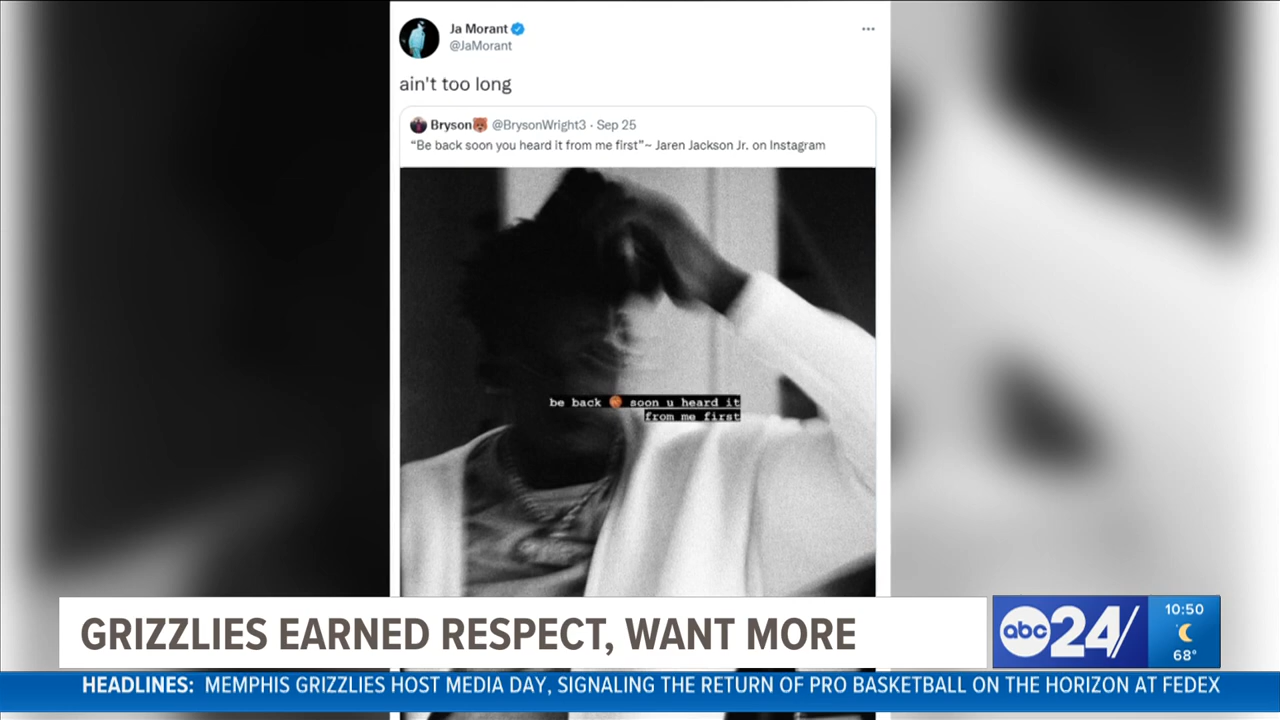 Ja Morant
@JaMorant
ain't too long
Bryson🐻 @BrysonWright3 · Sep 25
“Be back soon you heard it from me first”~ Jaren Jackson Jr. on Instagram
be back 🏀 soon u heard it
from me first
GRIZZLIES EARNED RESPECT, WANT MORE
abc 24/
10:50
68°
HEADLINES: MEMPHIS GRIZZLIES HOST MEDIA DAY, SIGNALING THE RETURN OF PRO BASKETBALL ON THE HORIZON AT FEDEX